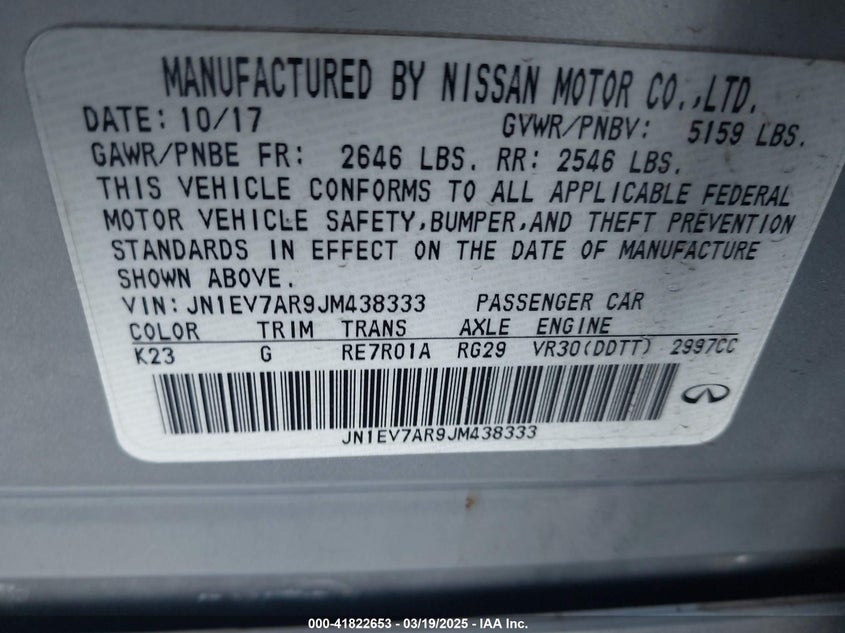 MANUFACTURED BY NISSAN MOTOR CO.,LTD.
DATE: 10/17 GVWR/PNBV: 5159 LBS.
GAWR/PNBE FR: 2646 LBS. RR: 2546 LBS.
THIS VEHICLE CONFORMS TO ALL APPLICABLE FEDERAL
MOTOR VEHICLE SAFETY,BUMPER,AND THEFT PREVENTION
STANDARDS IN EFFECT ON THE DATE OF MANUFACTURE
SHOWN ABOVE.
VIN: JN1EV7AR9JM438333 PASSENGER CAR
COLOR TRIM TRANS AXLE ENGINE
K23 G RE7R01A RG29 VR30(DDTT) 2997CC
JN1EV7AR9JM438333
000-41822653 - 03/19/2025 - IAA Inc.